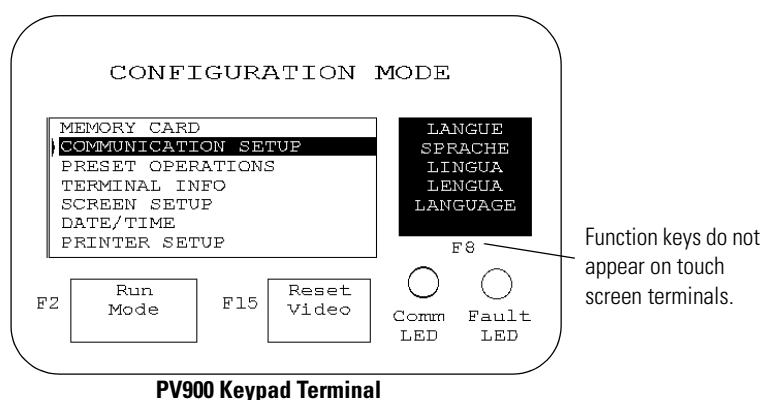 CONFIGURATION MODE
MEMORY CARD
COMMUNICATION SETUP
PRESET OPERATIONS
TERMINAL INFO
SCREEN SETUP
DATE/TIME
PRINTER SETUP
LANGUE
SPRACHE
LINGUA
LENGUA
LANGUAGE
F8
Function keys do not
appear on touch
screen terminals.
F2
Run
Mode
F15
Reset
Video
Comm
LED
Fault
LED
PV900 Keypad Terminal